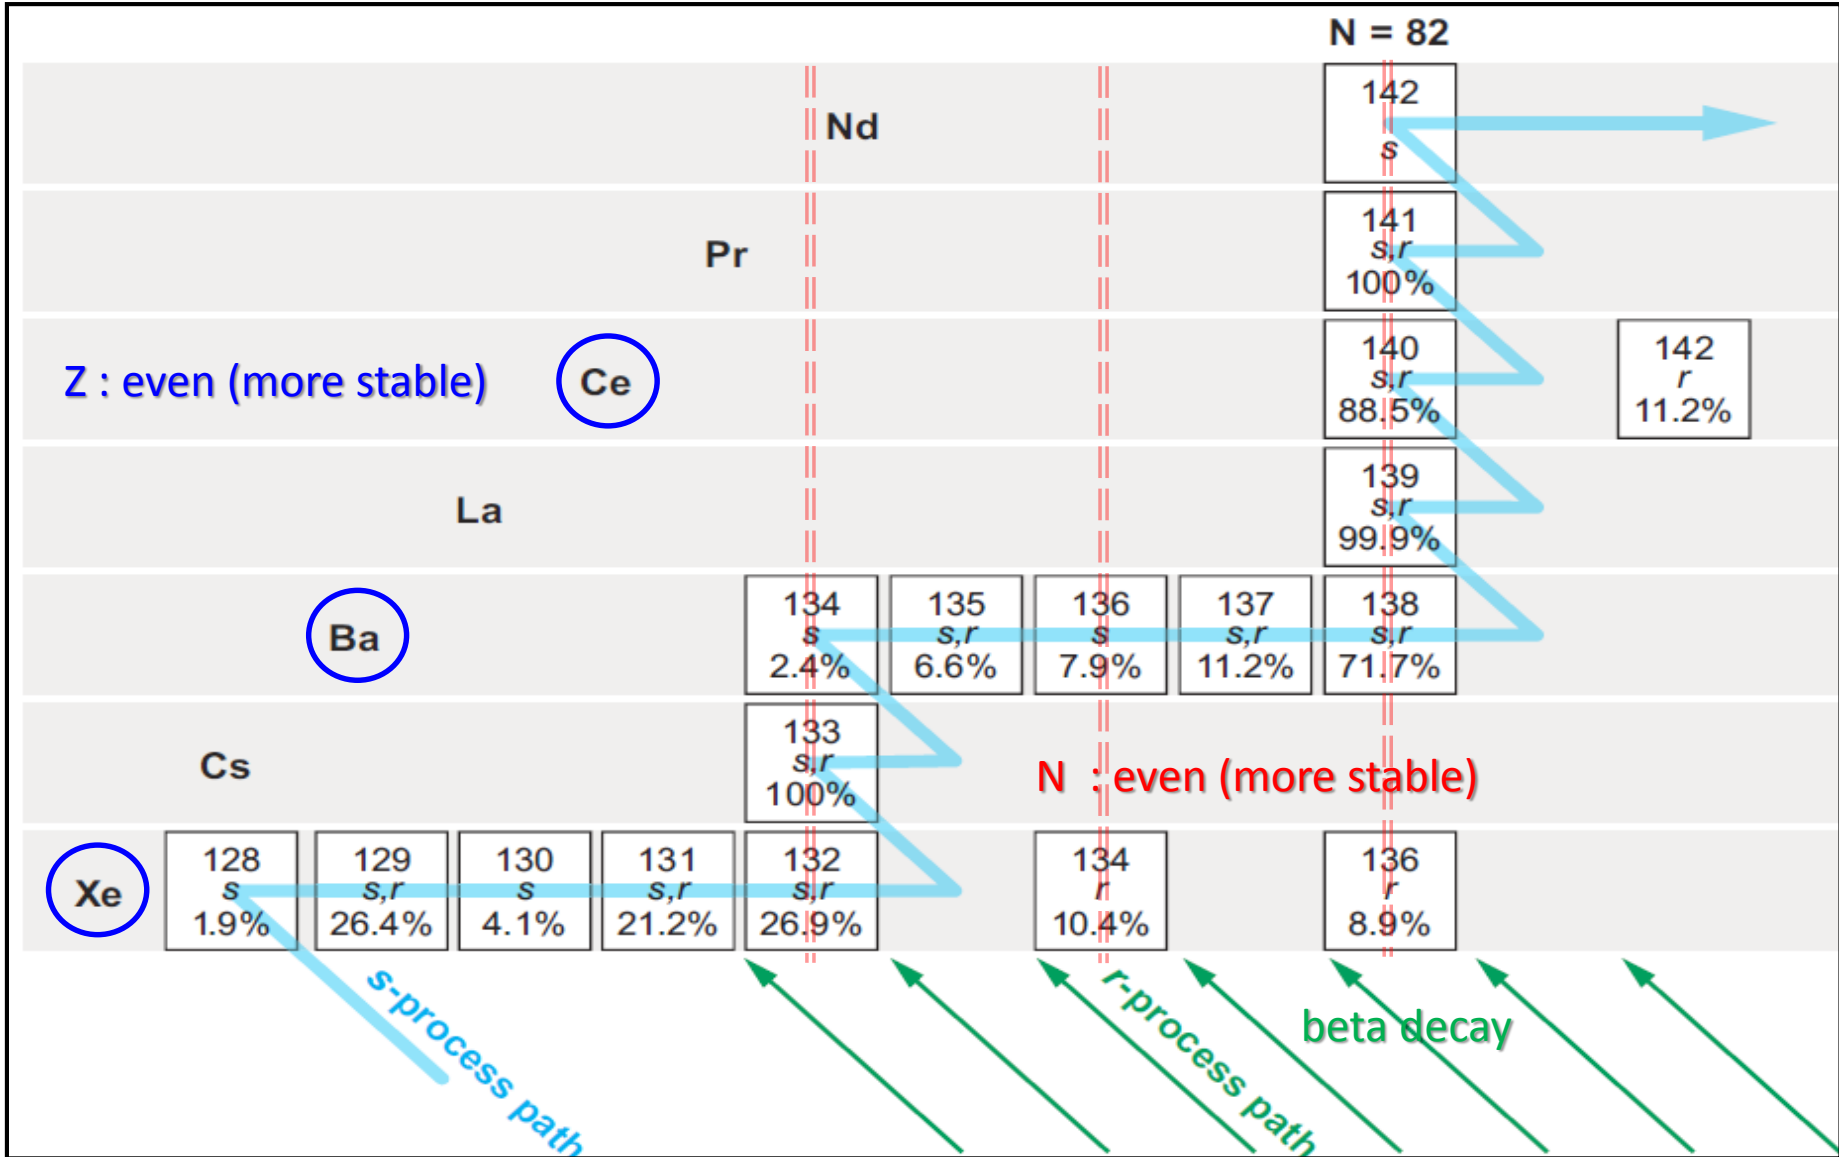 N = 82
142
s
Nd
141
s,r
100%
Pr
140
s,r
88.5%
142
r
11.2%
Z : even (more stable)
Ce
139
s,r
99.9%
La
134
s
2.4%
135
s,r
6.6%
136
s
7.9%
137
s,r
11.2%
138
s,r
71.7%
Ba
133
s,r
100%
Cs
N : even (more stable)
Xe
128
s
1.9%
129
s,r
26.4%
130
s
4.1%
131
s,r
21.2%
132
s,r
26.9%
134
r
10.4%
136
r
8.9%
s-process path
r-process path
beta decay